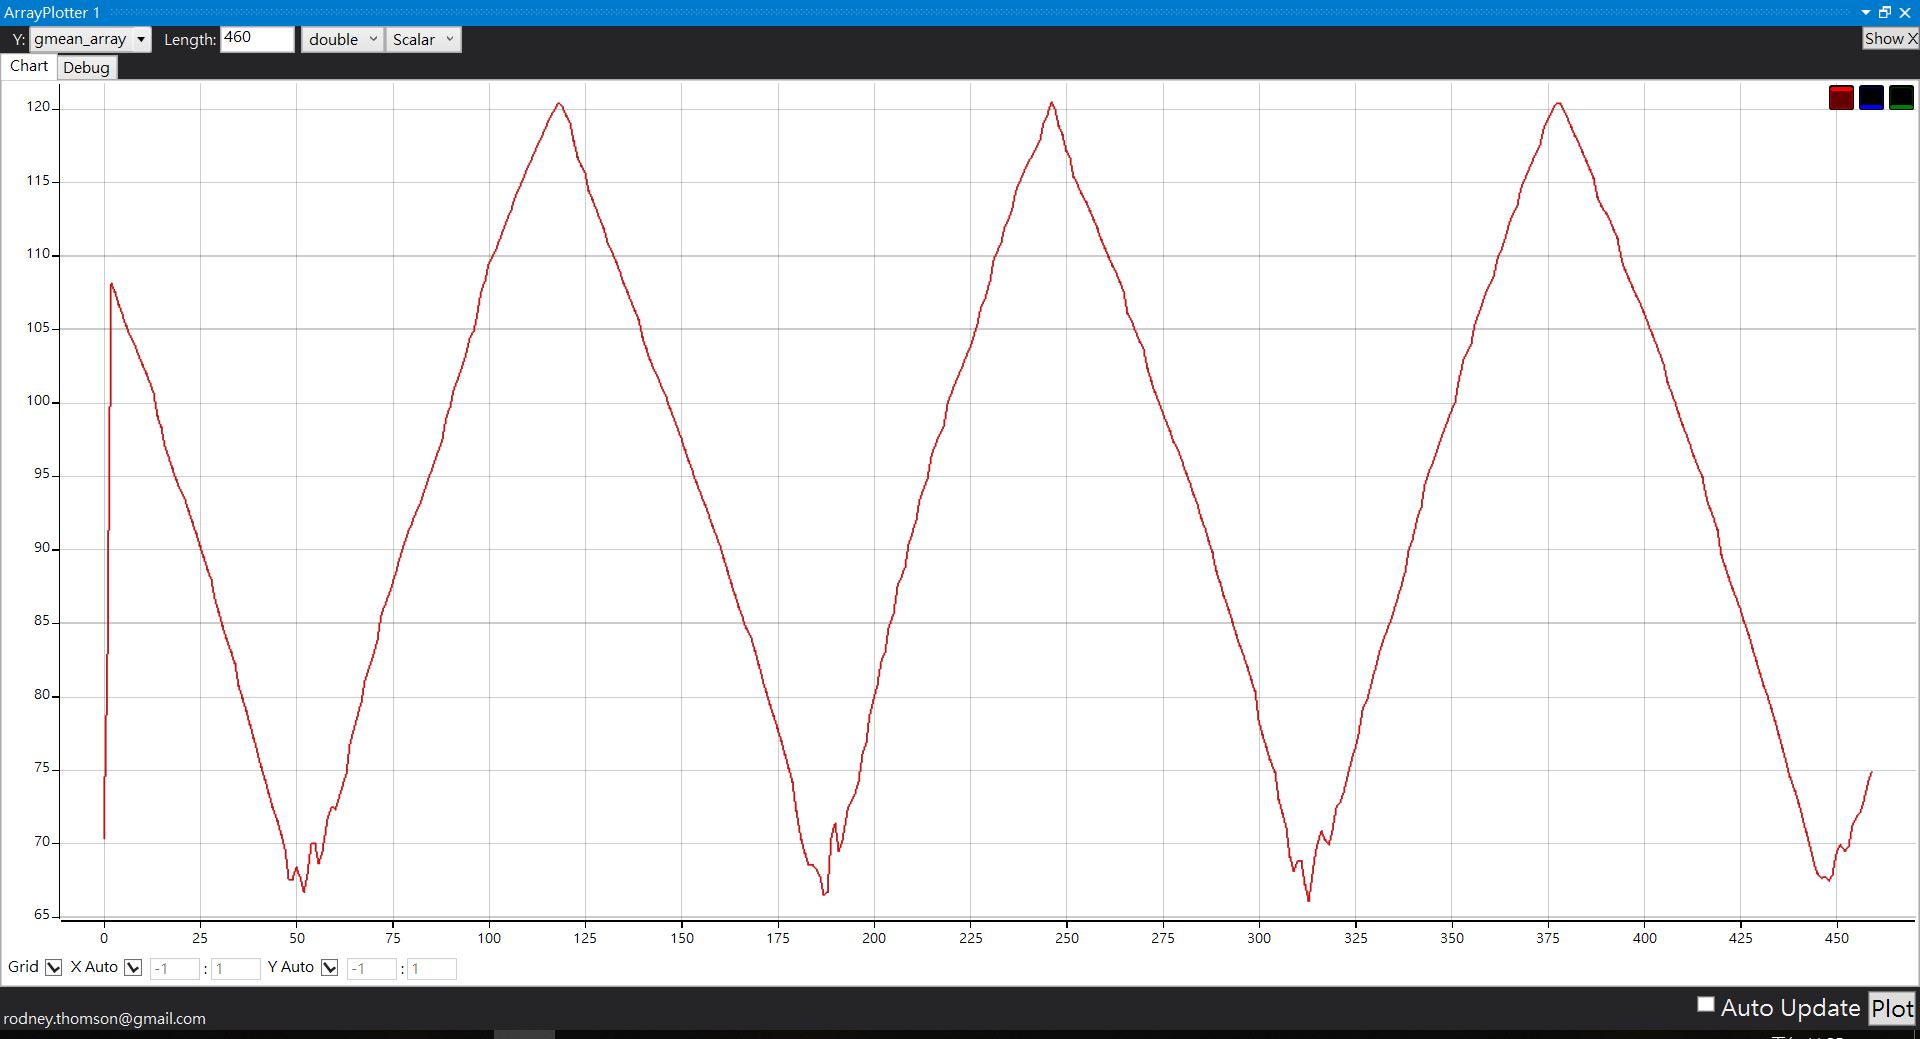 ArrayPlotter 1
Y: gmean_array Length: 460 double Scalar Show X
Chart Debug
120
115
110
105
100
95
90
85
80
75
70
65
0 25 50 75 100 125 150 175 200 225 250 275 300 325 350 375 400 425 450
Grid X Auto -1 : 1 Y Auto -1 : 1
Auto Update Plot
rodney.thomson@gmail.com